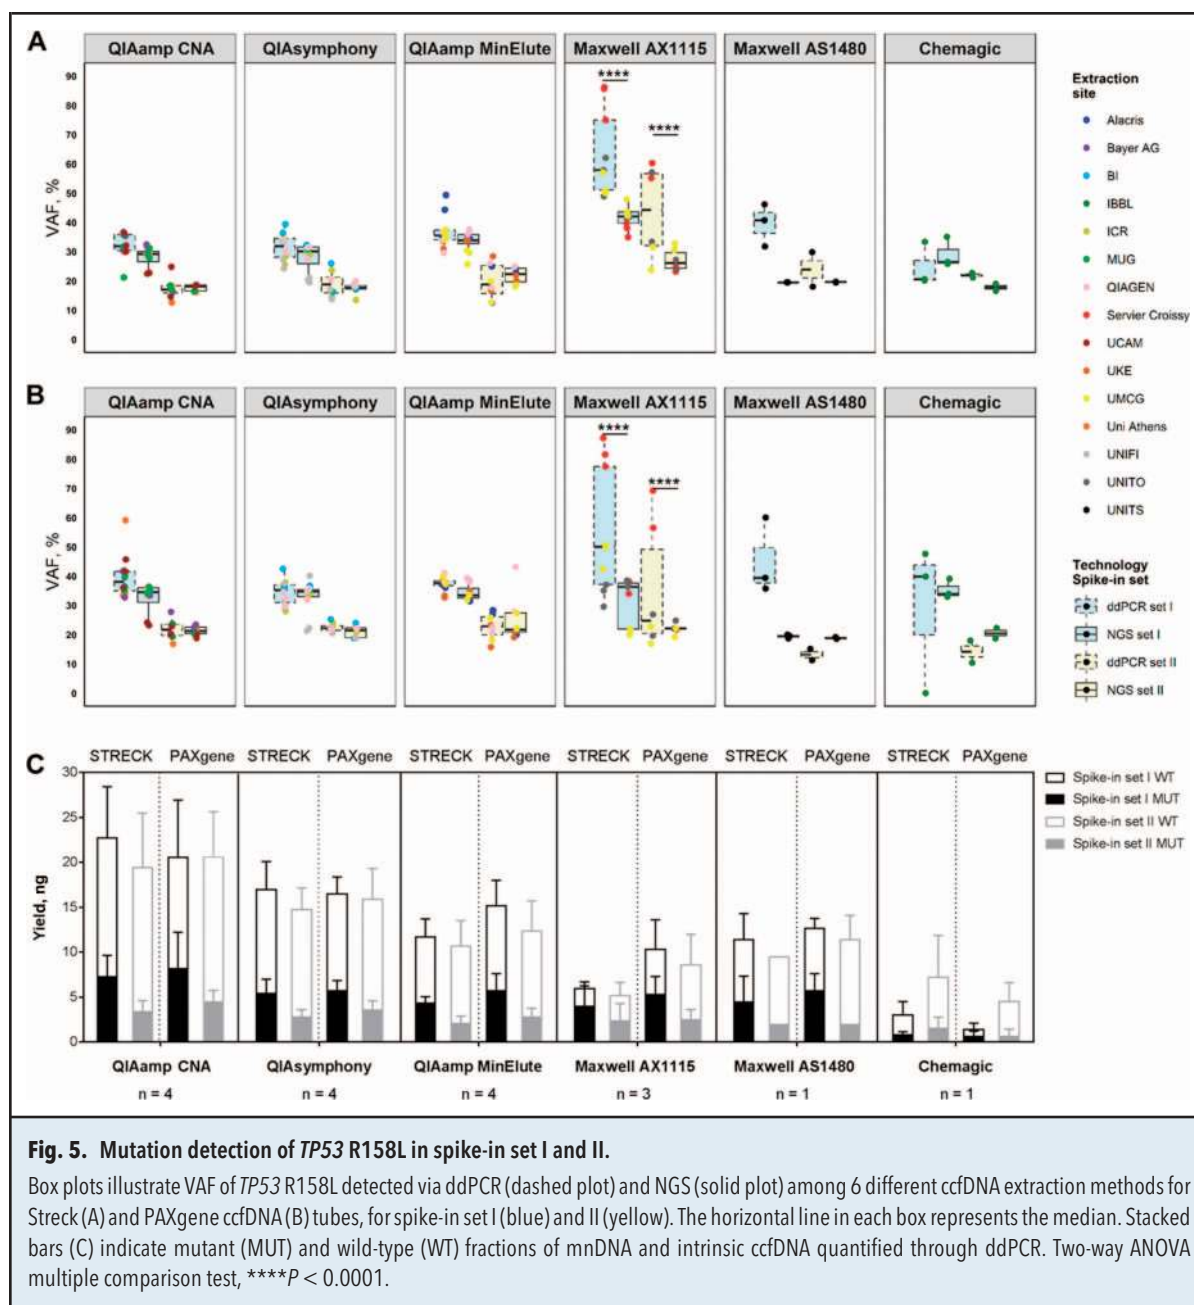 A
QIAamp CNA
QIAsymphony
QIAamp MinElute
Maxwell AX1115
Maxwell AS1480
Chemagic
VAF, %
90
80
70
60
50
40
30
20
10
0
****
****
B
QIAamp CNA
QIAsymphony
QIAamp MinElute
Maxwell AX1115
Maxwell AS1480
Chemagic
VAF, %
90
80
70
60
50
40
30
20
10
0
****
****
Extraction
site
Alacris
Bayer AG
BI
IBBL
ICR
MUG
QIAGEN
Servier Croissy
UCAM
UKE
UMCG
Uni Athens
UNIFI
UNITO
UNITS
Technology
Spike-in set
ddPCR set I
NGS set I
ddPCR set II
NGS set II
C
STRECK PAXgene STRECK PAXgene STRECK PAXgene STRECK PAXgene STRECK PAXgene STRECK PAXgene
Yield, ng
30
25
20
15
10
5
0
QIAamp CNA
QIAsymphony
QIAamp MinElute
Maxwell AX1115
Maxwell AS1480
Chemagic
n = 4
n = 4
n = 4
n = 3
n = 1
n = 1
Spike-in set I WT
Spike-in set I MUT
Spike-in set II WT
Spike-in set II MUT
Fig. 5. Mutation detection of TP53 R158L in spike-in set I and II.
Box plots illustrate VAF of TP53 R158L detected via ddPCR (dashed plot) and NGS (solid plot) among 6 different ccfDNA extraction methods for
Streck (A) and PAXgene ccfDNA (B) tubes, for spike-in set I (blue) and II (yellow). The horizontal line in each box represents the median. Stacked
bars (C) indicate mutant (MUT) and wild-type (WT) fractions of mnDNA and intrinsic ccfDNA quantified through ddPCR. Two-way ANOVA
multiple comparison test, ****P < 0.0001.